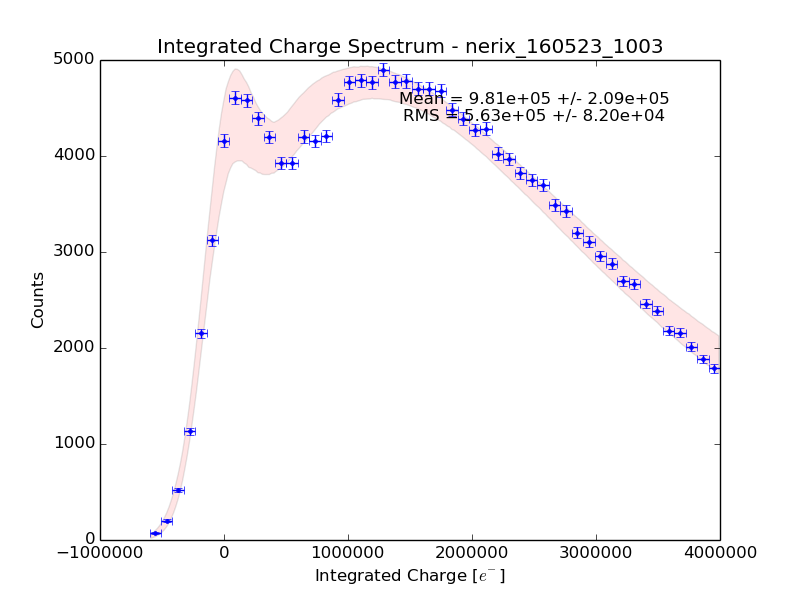 Integrated Charge Spectrum - nerix_160523_1003
5000
Mean = 9.81e+05 +/- 2.09e+05
RMS = 5.63e+05 +/- 8.20e+04
4000
3000
Counts
2000
1000
0
−1000000 0 1000000 2000000 3000000 4000000
Integrated Charge [e⁻]